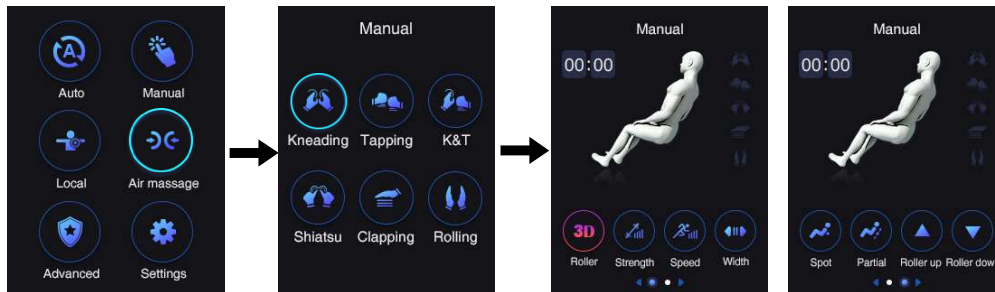 A
Auto
Manual
Local
Air massage
Advanced
Settings
Manual
Kneading
Tapping
K&T
Shiatsu
Clapping
Rolling
Manual
00:00
3D
Roller
Strength
Speed
Width
Manual
00:00
Spot
Partial
Roller up
Roller dow